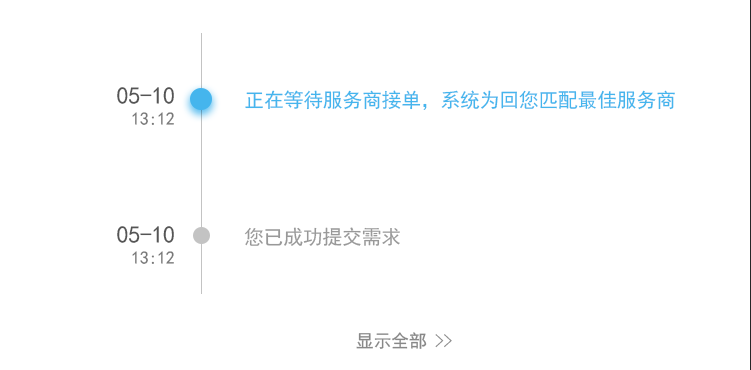 05-10
正在等待服务商接单，系统为回您匹配最佳服务商
13:12
05-10
您已成功提交需求
13:12
显示全部 >>